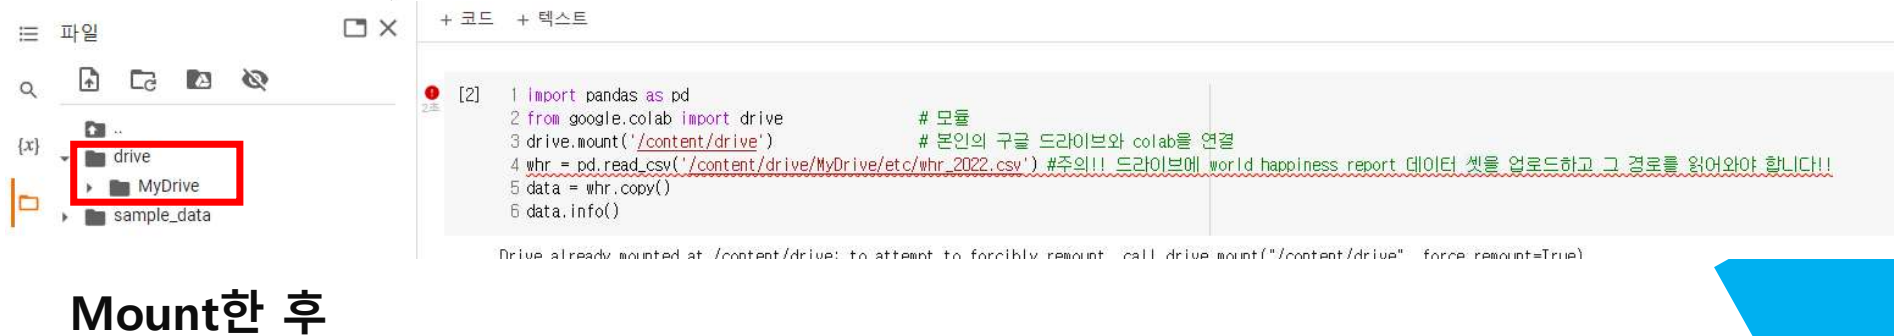 파일
+ 코드 + 텍스트
{x}
..
drive
MyDrive
sample_data
2초
[2]
1 import pandas as pd
2 from google.colab import drive # 모듈
3 drive.mount('/content/drive') # 본인의 구글 드라이브와 colab을 연결
4 whr = pd.read_csv('/content/drive/MyDrive/etc/whr_2022.csv') #주의!! 드라이브에 world happiness report 데이터 셋을 업로드하고 그 경로를 읽어와야 합니다!!
5 data = whr.copy()
6 data.info()
Drive already mounted at /content/drive; to attempt to forcibly remount, call drive.mount("/content/drive", force_remount=True)
Mount한 후